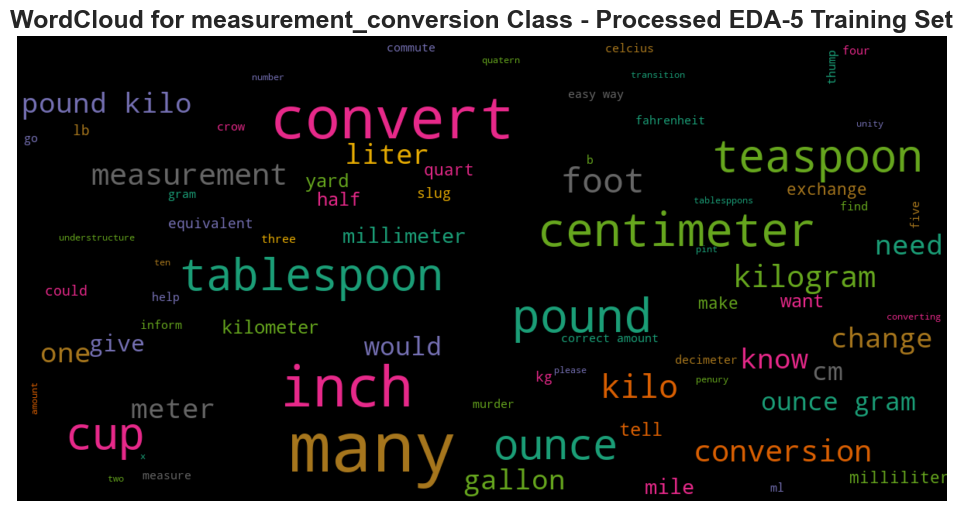 WordCloud for measurement_conversion Class - Processed EDA-5 Training Set
commute
celcius
four
quatern
thump
number
transition
pound kilo
easy way
convert
go
lb
crow
fahrenheit
unity
liter
teaspoon
measurement
quart
b
foot
yard
exchange
gram
half
slug
tablesppons
find
five
equivalent
centimeter
understructure
three
millimeter
need
pint
ten
tablespoon
kilogram
could
help
make
want
pound
converting
inform
kilometer
correct amount
change
one
give
would
decimeter
know
please
kg
cm
penury
inch
kilo
amount
murder
ounce gram
meter
cup
many
ounce
tell
conversion
x
two
measure
gallon
mile
ml
milliliter